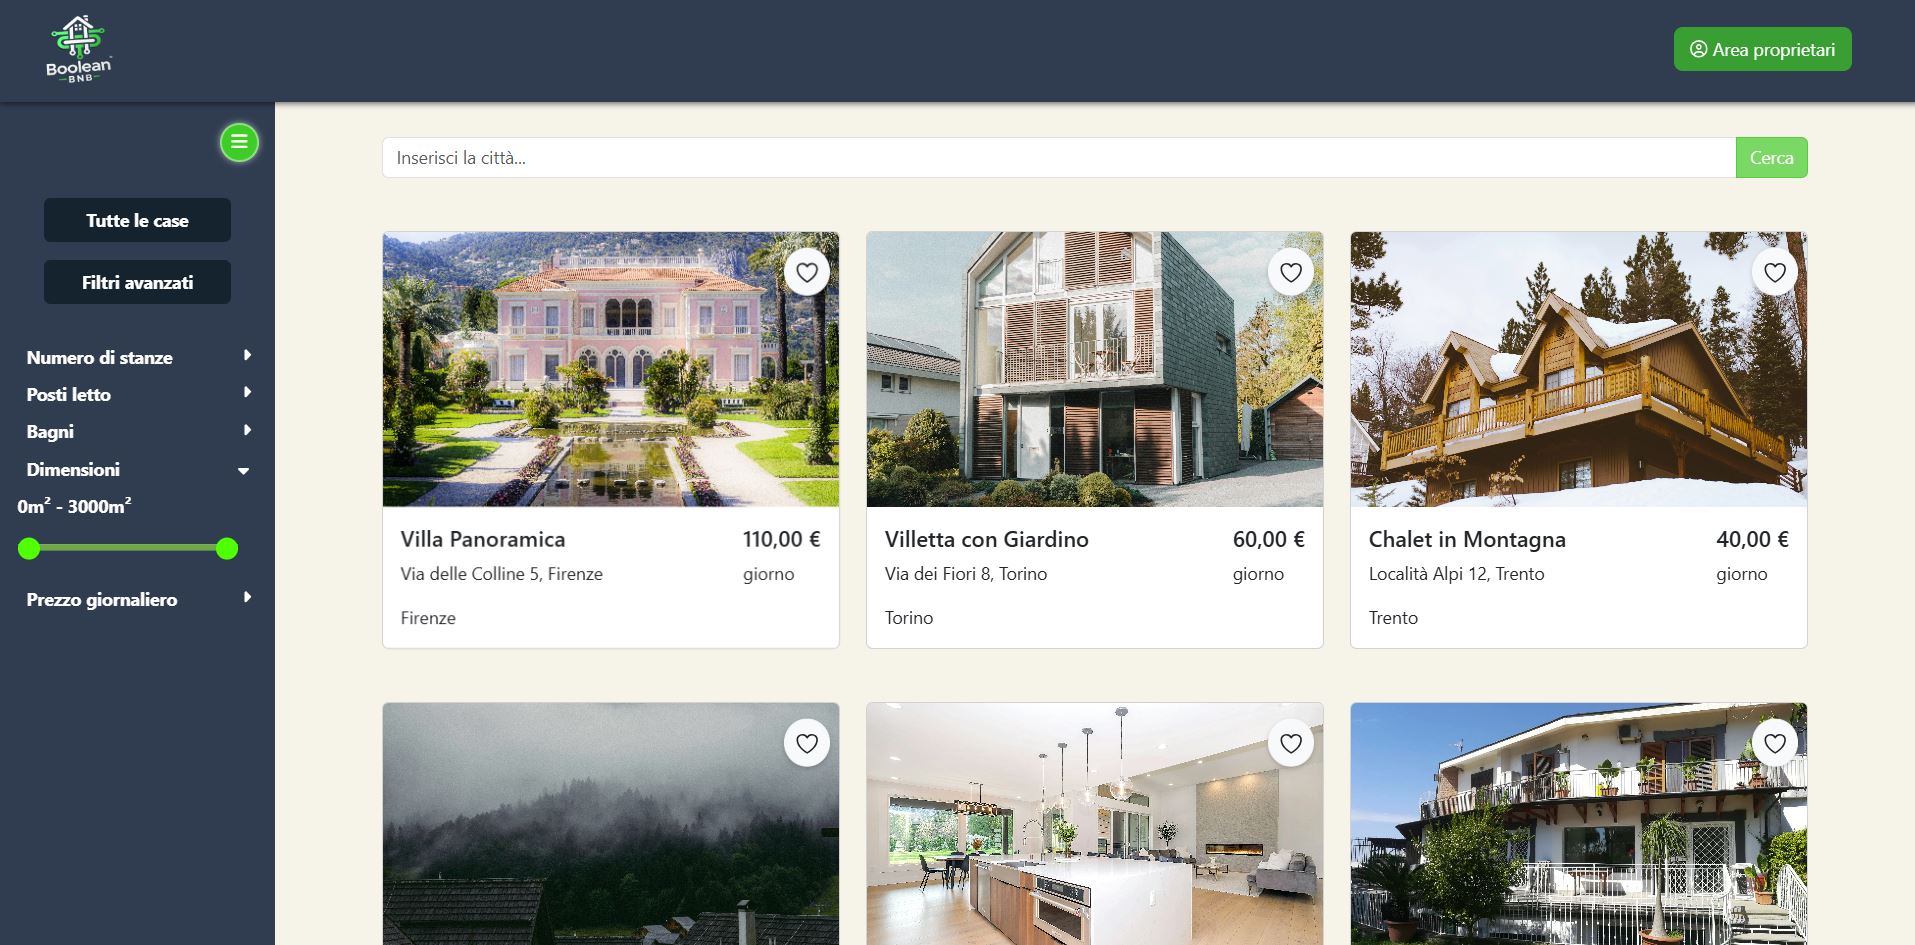 Boolean
BNB
Area proprietari
Inserisci la città...
Cerca
Tutte le case
Filtri avanzati
Numero di stanze
Posti letto
Bagni
Dimensioni
0m² - 3000m²
Prezzo giornaliero
Villa Panoramica 110,00 €
Via delle Colline 5, Firenze giorno
Firenze
Villetta con Giardino 60,00 €
Via dei Fiori 8, Torino giorno
Torino
Chalet in Montagna 40,00 €
Località Alpi 12, Trento giorno
Trento